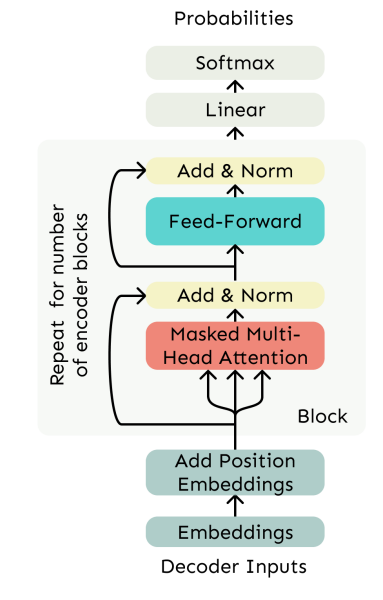 Probabilities
Softmax
Linear
Add & Norm
Feed-Forward
Add & Norm
Masked Multi-
Head Attention
Repeat for number
of encoder blocks
Block
Add Position
Embeddings
Embeddings
Decoder Inputs